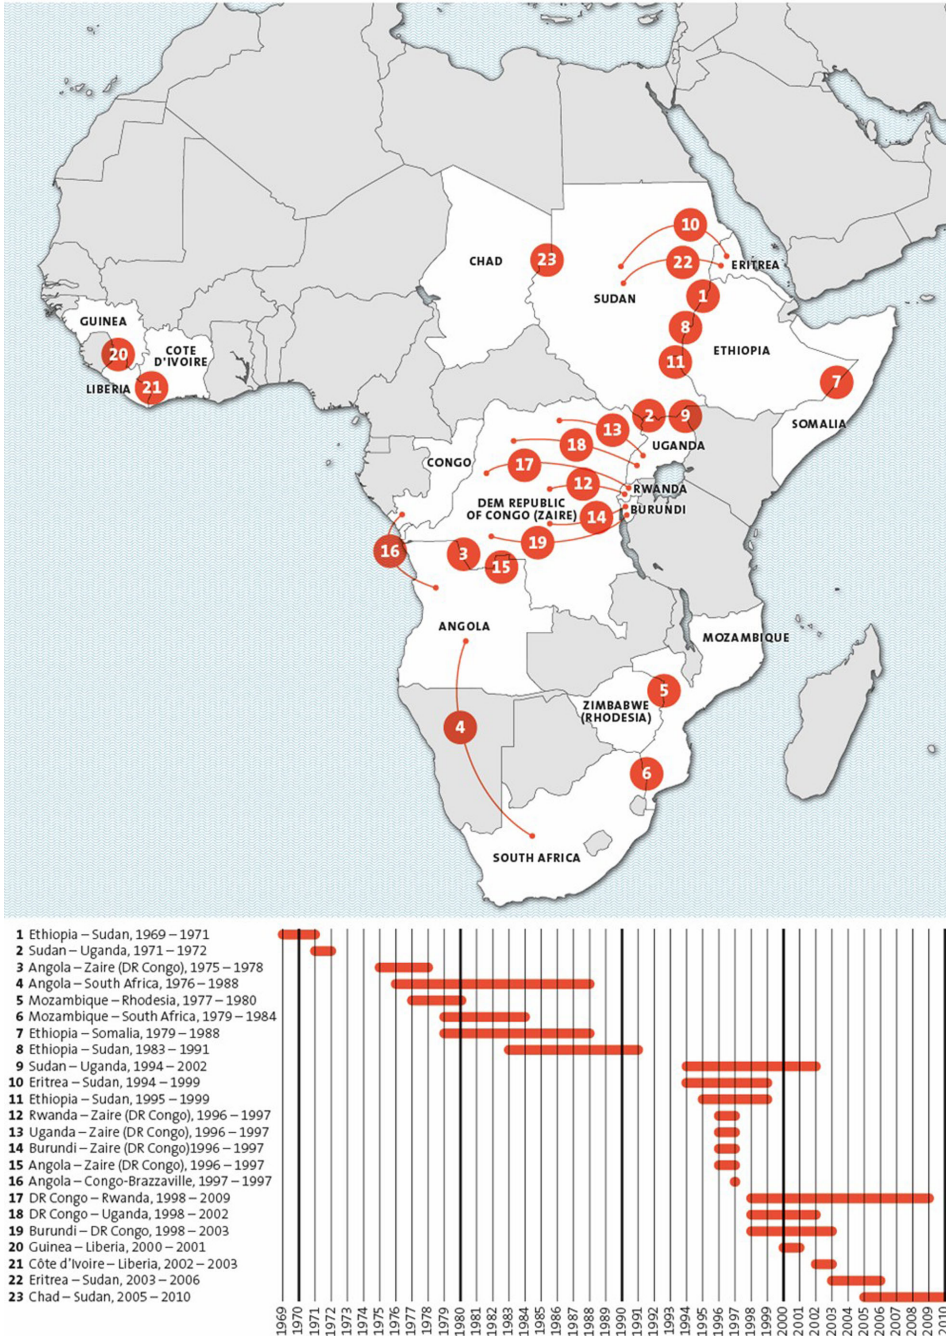 10
CHAD
23
22
ERITREA
SUDAN
1
GUINEA
8
20
COTE
D'IVOIRE
ETHIOPIA
11
LIBERIA
21
7
2
9
SOMALIA
13
UGANDA
18
CONGO
17
12
RWANDA
DEM REPUBLIC
OF CONGO (ZAIRE)
14
BURUNDI
19
16
3
15
ANGOLA
MOZAMBIQUE
5
ZIMBABWE
(RHODESIA)
4
6
SOUTH AFRICA
1 Ethiopia – Sudan, 1969 – 1971
2 Sudan – Uganda, 1971 – 1972
3 Angola – Zaire (DR Congo), 1975 – 1978
4 Angola – South Africa, 1976 – 1988
5 Mozambique – Rhodesia, 1977 – 1980
6 Mozambique – South Africa, 1979 – 1984
7 Ethiopia – Somalia, 1979 – 1988
8 Ethiopia – Sudan, 1983 – 1991
9 Sudan – Uganda, 1994 – 2002
10 Eritrea – Sudan, 1994 – 1999
11 Ethiopia – Sudan, 1995 – 1999
12 Rwanda – Zaire (DR Congo), 1996 – 1997
13 Uganda – Zaire (DR Congo), 1996 – 1997
14 Burundi – Zaire (DR Congo)1996 – 1997
15 Angola – Zaire (DR Congo), 1996 – 1997
16 Angola – Congo-Brazzaville, 1997 – 1997
17 DR Congo – Rwanda, 1998 – 2009
18 DR Congo – Uganda, 1998 – 2002
19 Burundi – DR Congo, 1998 – 2003
20 Guinea – Liberia, 2000 – 2001
21 Côte d'Ivoire – Liberia, 2002 – 2003
22 Eritrea – Sudan, 2003 – 2006
23 Chad – Sudan, 2005 – 2010
1969 1970 1971 1972 1973 1974 1975 1976 1977 1978 1979 1980 1981 1982 1983 1984 1985 1986 1987 1988 1989 1990 1991 1992 1993 1994 1995 1996 1997 1998 1999 2000 2001 2002 2003 2004 2005 2006 2007 2008 2009 2010